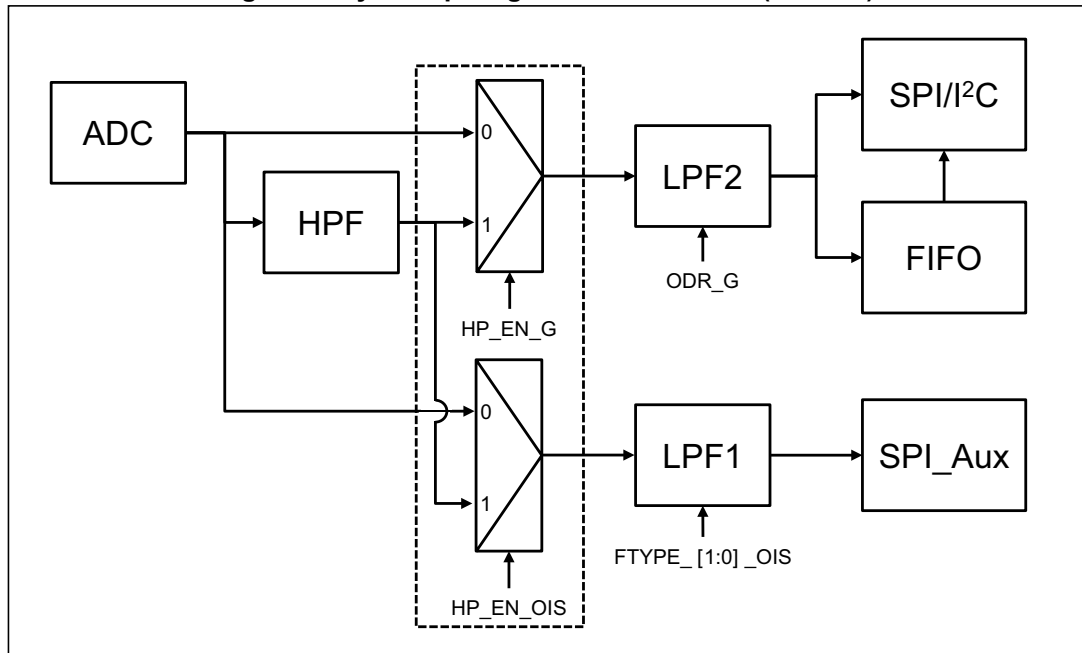 ADC
HPF
0
1
HP_EN_G
LPF2
ODR_G
SPI/I²C
FIFO
0
1
HP_EN_OIS
LPF1
FTYPE_ [1:0] _OIS
SPI_Aux